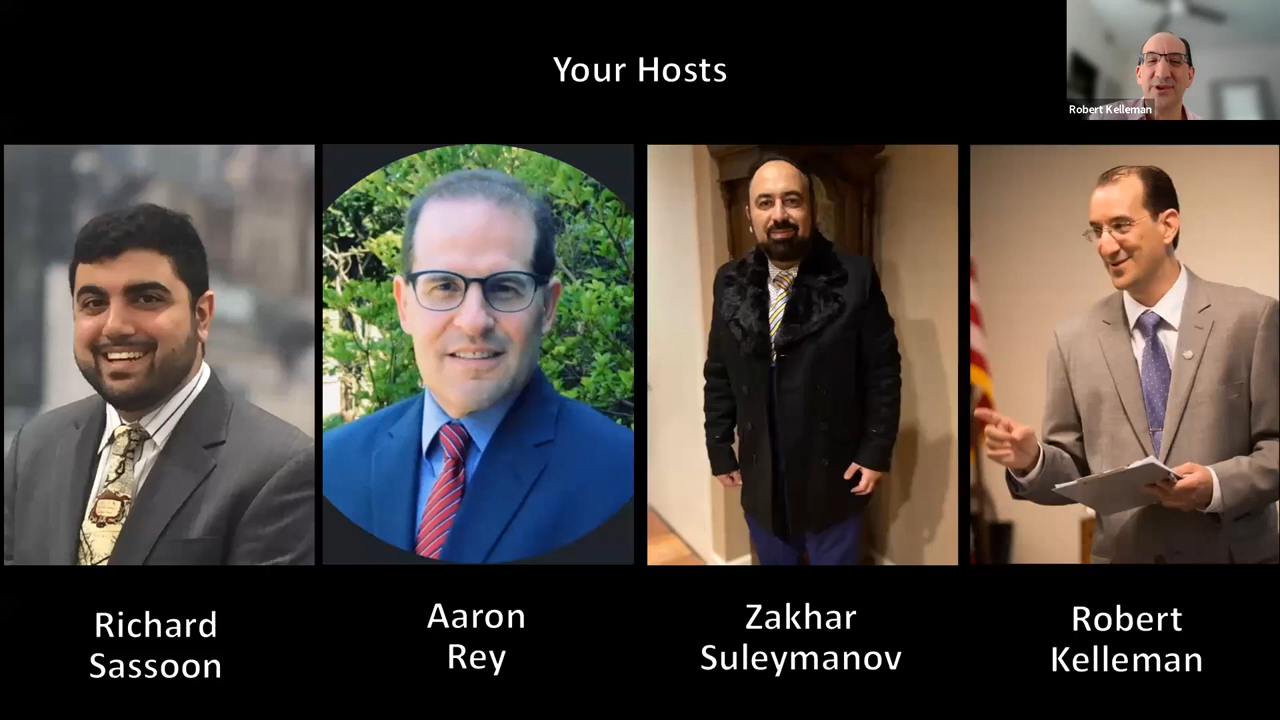 Your Hosts
Robert Kelleman
Richard
Sassoon
Aaron
Rey
Zakhar
Suleymanov
Robert
Kelleman